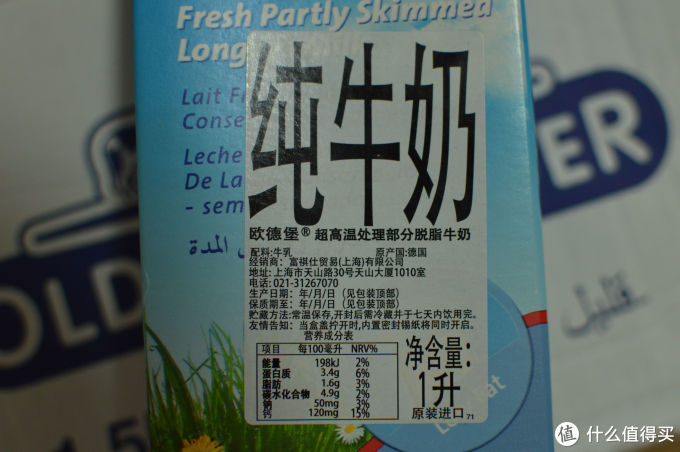 Fresh Partly Skimmed
Long
Lait F
Conse
Leche
De La
- sem
المدة
纯牛奶
欧德堡® 超高温处理部分脱脂牛奶
配料:牛乳 原产国:德国
经销商: 富祺仕贸易(上海)有限公司
地址: 上海市天山路30号天山大厦1010室
电话: 021-31267070
生产日期: 年/月/日 (见包装顶部)
保质期至: 年/月/日 (见包装顶部)
贮藏方法:常温保存,开封后需冷藏并于七天内饮用完。
友情告知: 当盒盖拧开时,内置密封锡纸将同时开启。
营养成分表
项目 每100毫升 NRV%
能量 198kJ 2%
蛋白质 3.4g 6%
脂肪 1.6g 3%
碳水化合物 4.9g 2%
钠 50mg 3%
钙 120mg 15%
净含量:
1升
原装进口 71
OLD
ER
1.5
值 什么值得买